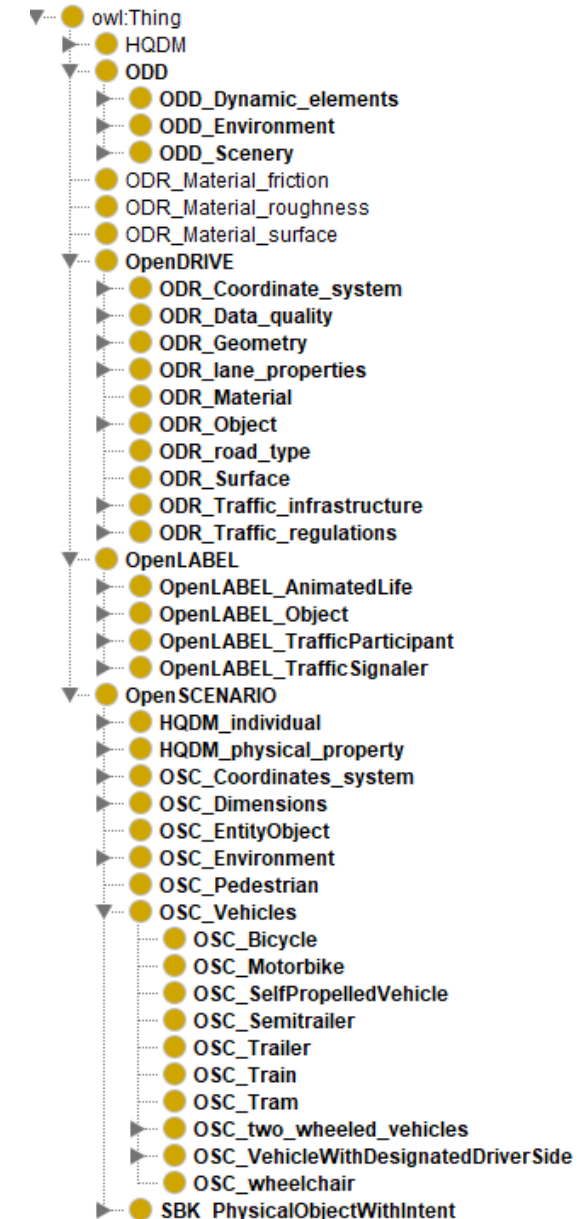 owl:Thing
HQDM
ODD
ODD_Dynamic_elements
ODD_Environment
ODD_Scenery
ODR_Material_friction
ODR_Material_roughness
ODR_Material_surface
OpenDRIVE
ODR_Coordinate_system
ODR_Data_quality
ODR_Geometry
ODR_lane_properties
ODR_Material
ODR_Object
ODR_road_type
ODR_Surface
ODR_Traffic_infrastructure
ODR_Traffic_regulations
OpenLABEL
OpenLABEL_AnimatedLife
OpenLABEL_Object
OpenLABEL_TrafficParticipant
OpenLABEL_TrafficSignaler
OpenSCENARIO
HQDM_individual
HQDM_physical_property
OSC_Coordinates_system
OSC_Dimensions
OSC_EntityObject
OSC_Environment
OSC_Pedestrian
OSC_Vehicles
OSC_Bicycle
OSC_Motorbike
OSC_SelfPropelledVehicle
OSC_Semitrailer
OSC_Trailer
OSC_Train
OSC_Tram
OSC_two_wheeled_vehicles
OSC_VehicleWithDesignatedDriverSide
OSC_wheelchair
SBK_PhysicalObjectWithIntent